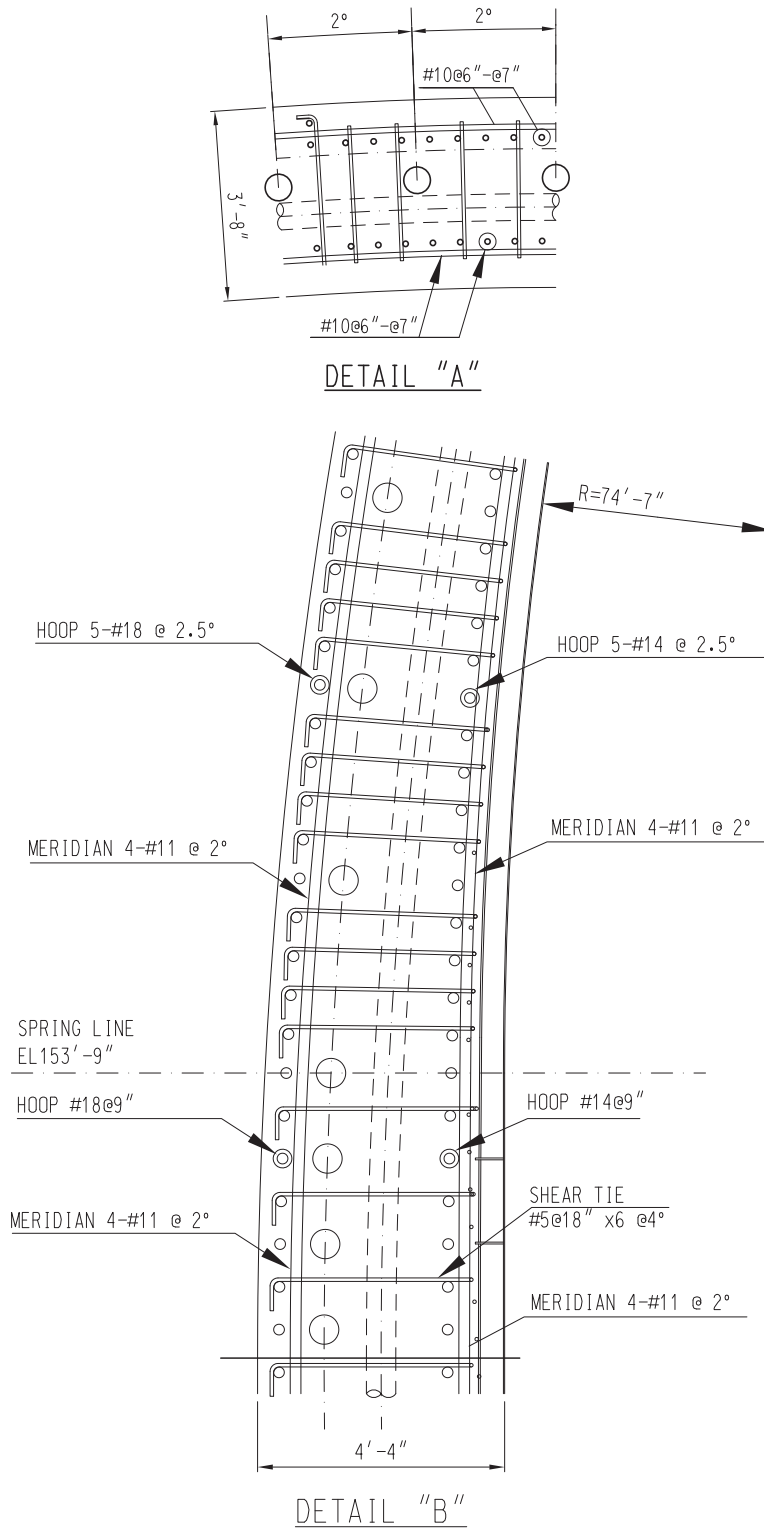 2° 2°
#10@6"-@7"
3'-8"
#10@6"-@7"
DETAIL "A"
R=74'-7"
HOOP 5-#18 @ 2.5°
HOOP 5-#14 @ 2.5°
MERIDIAN 4-#11 @ 2°
MERIDIAN 4-#11 @ 2°
SPRING LINE
EL153'-9"
HOOP #18@9"
HOOP #14@9"
SHEAR TIE
#5@18" x6 @4°
MERIDIAN 4-#11 @ 2°
MERIDIAN 4-#11 @ 2°
4'-4"
DETAIL "B"